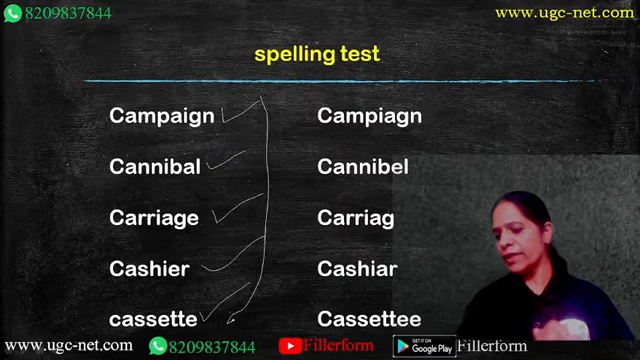 8209837844 www.ugc-net.com
spelling test
Campaign Campiagn
Cannibal Cannibel
Carriage Carriag
Cashier Cashiar
cassette Cassettee
www.ugc-net.com 8209837844 Fillerform GET IT ON Google Play Fillerform